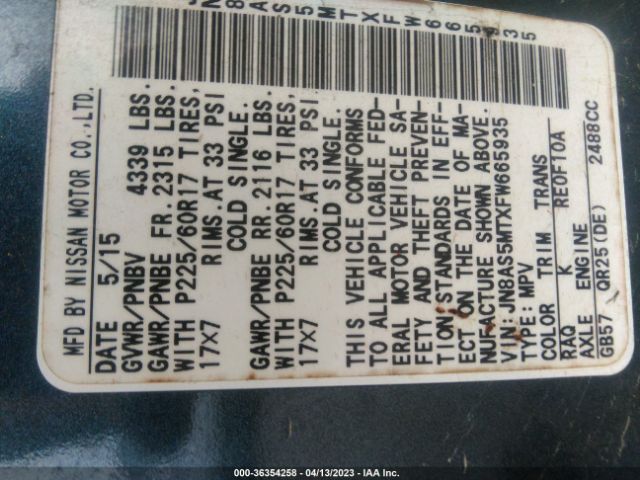 MFD BY NISSAN MOTOR CO.,LTD.
DATE 5/15
GVWR/PNBV 4339 LBS.
GAWR/PNBE FR.2315 LBS.
WITH P225/60R17 TIRES,
17X7 RIMS.AT 33 PSI
COLD SINGLE.
GAWR/PNBE RR.2116 LBS.
WITH P225/60R17 TIRES,
17X7 RIMS.AT 33 PSI
COLD SINGLE.
THIS VEHICLE CONFORMS
TO ALL APPLICABLE FED-
ERAL MOTOR VEHICLE SA-
FETY AND THEFT PREVEN-
TION STANDARDS IN EFF-
ECT ON THE DATE OF MA-
NUFACTURE SHOWN ABOVE.
VIN:JN8AS5MTXFW665935
TYPE:MPV
COLOR TRIM TRANS
RAQ K RE0F10A
AXLE ENGINE
GB57 QR25(DE) 2488CC
JN8AS5MTXFW665935
000-36354258 - 04/13/2023 - IAA Inc.